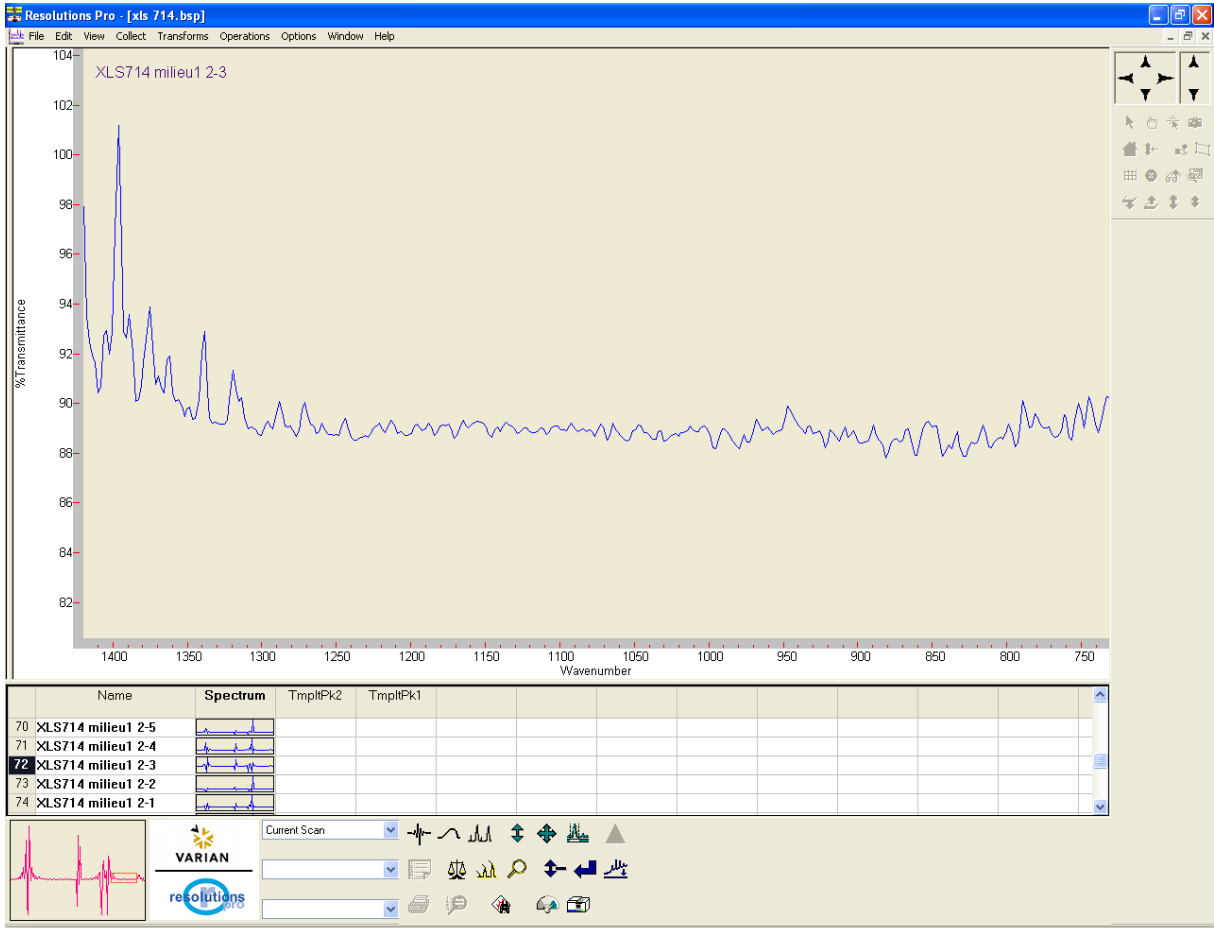 Resolutions Pro - [xls 714.bsp]
File Edit View Collect Transforms Operations Options Window Help
XLS714 milieu1 2-3
104
102
100
98
96
94
92
90
88
86
84
82
%Transmittance
1400 1350 1300 1250 1200 1150 1100 1050 1000 950 900 850 800 750
Wavenumber
Name Spectrum TmpltPk2 TmpltPk1
70 XLS714 milieu1 2-5
71 XLS714 milieu1 2-4
72 XLS714 milieu1 2-3
73 XLS714 milieu1 2-2
74 XLS714 milieu1 2-1
Current Scan
VARIAN
resolutions
pro